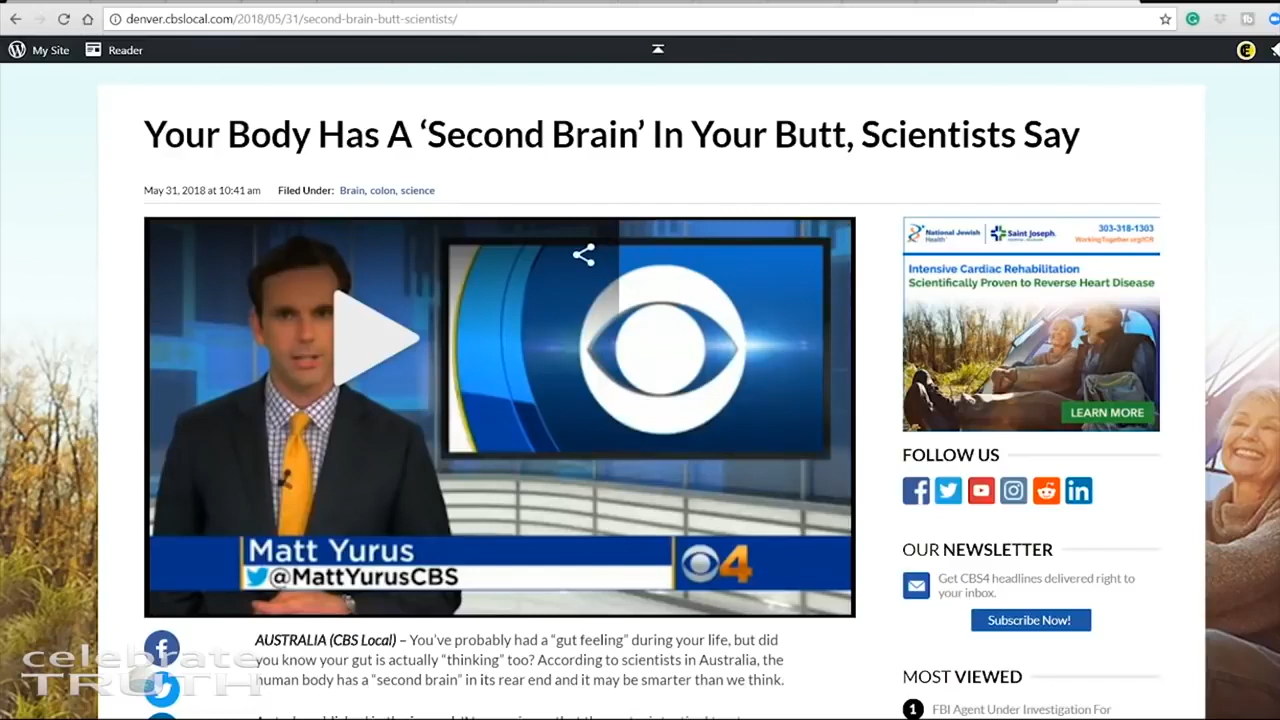 denver.cbslocal.com/2018/05/31/second-brain-butt-scientists/
My Site Reader
Your Body Has A ‘Second Brain’ In Your Butt, Scientists Say
May 31, 2018 at 10:41 am Filed Under: Brain, colon, science
National Jewish Health
Saint Joseph
303-318-1303
WorkingTogether.org/ICR
Intensive Cardiac Rehabilitation
Scientifically Proven to Reverse Heart Disease
LEARN MORE
Matt Yurus
@MattYurusCBS
4
FOLLOW US
OUR NEWSLETTER
Get CBS4 headlines delivered right to
your inbox.
Subscribe Now!
AUSTRALIA (CBS Local) – You’ve probably had a “gut feeling” during your life, but did
you know your gut is actually “thinking” too? According to scientists in Australia, the
human body has a “second brain” in its rear end and it may be smarter than we think.
celebrate
TRUTH
MOST VIEWED
1 FBI Agent Under Investigation For